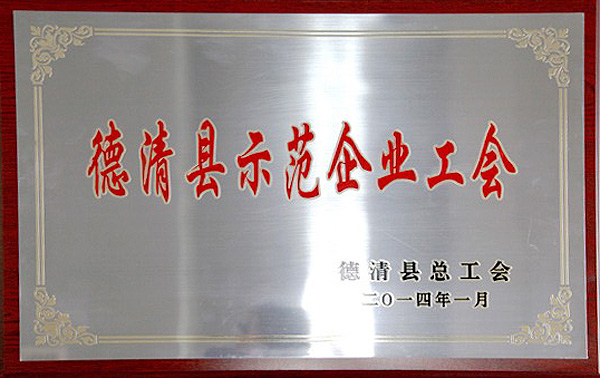 德清县示范企业工会
德清县总工会
二〇一四年一月